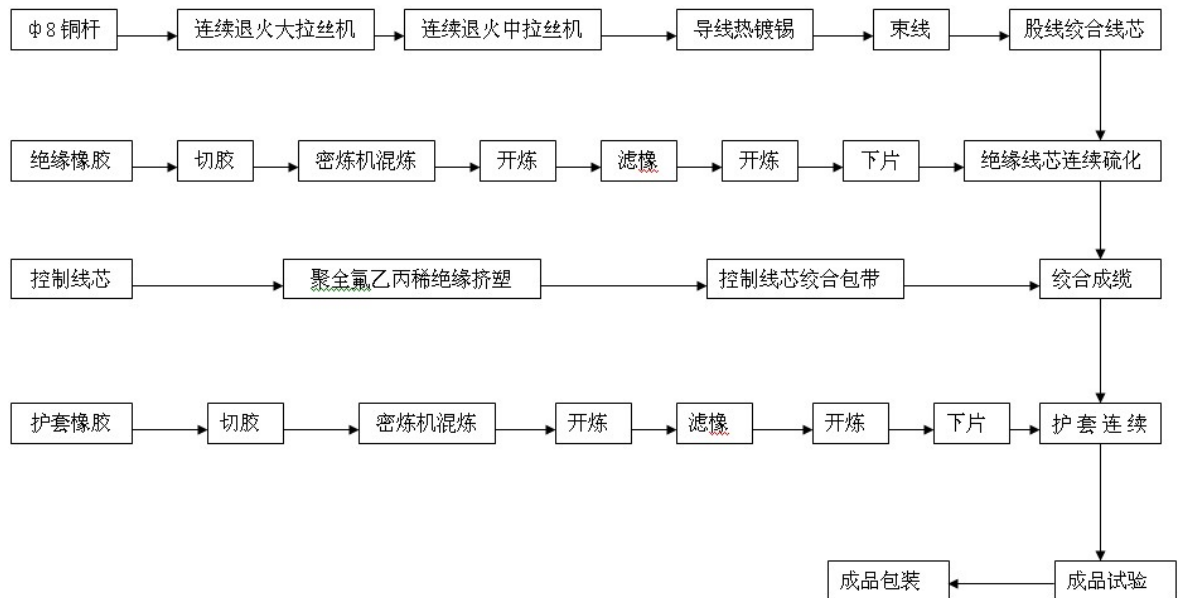 φ8铜杆
连续退火大拉丝机
连续退火中拉丝机
导线热镀锡
束线
股线绞合线芯
绝缘橡胶
切胶
密炼机混炼
开炼
滤橡
开炼
下片
绝缘线芯连续硫化
控制线芯
聚全氟乙丙稀绝缘挤塑
控制线芯绞合包带
绞合成缆
护套橡胶
切胶
密炼机混炼
开炼
滤橡
开炼
下片
护套连续
成品包装
成品试验